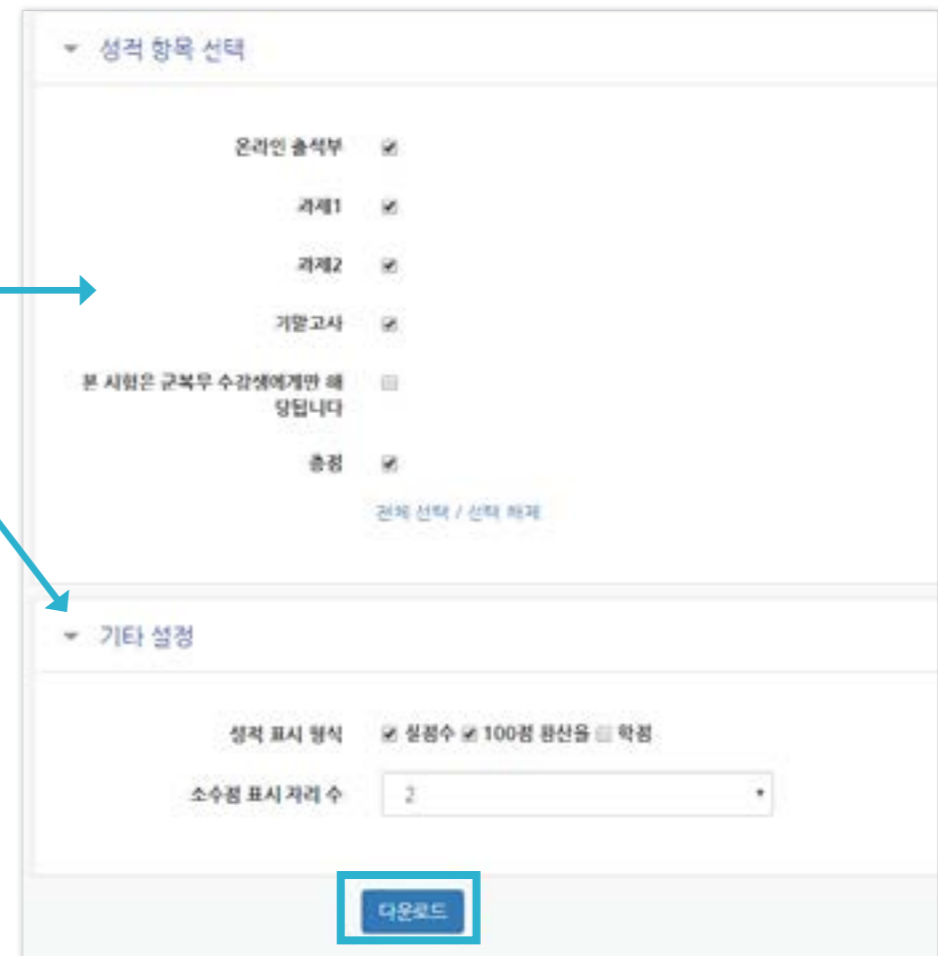 성적 항목 선택
온라인 출석부
과제1
과제2
기말고사
본 시험은 군복무 수강생에게만 해
당됩니다
총점
전체 선택 / 선택 해제
기타 설정
성적 표시 형식 실점수 100점 환산율 학점
소수점 표시 자리 수 2
다운로드